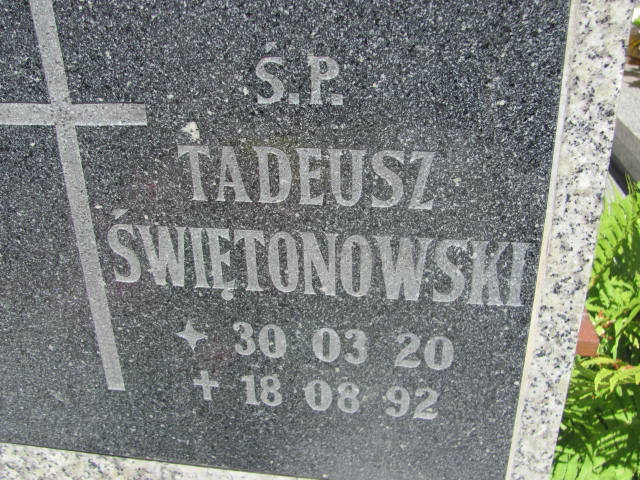 Ś.P.
TADEUSZ
ŚWIĘTONOWSKI
30 03 20
18 08 92